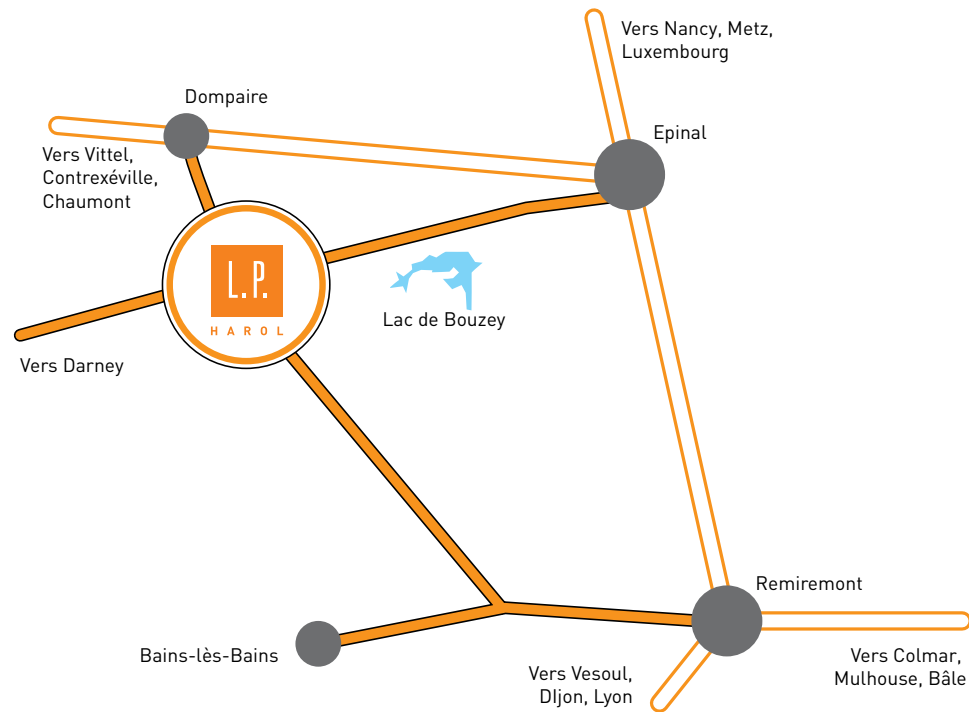 Vers Nancy, Metz,
Luxembourg
Dompaire
Epinal
Vers Vittel,
Contrexéville,
Chaumont
L.P.
HAROL
Lac de Bouzey
Vers Darney
Remiremont
Bains-lès-Bains
Vers Vesoul,
DIjon, Lyon
Vers Colmar,
Mulhouse, Bâle